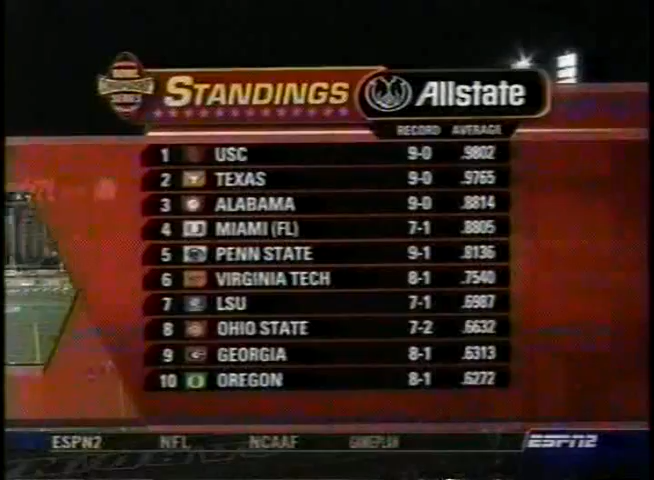 BOWL
CHAMPIONSHIP
SERIES
STANDINGS
Allstate
RECORD AVERAGE
1 USC 9-0 .9802
2 TEXAS 9-0 .9765
3 ALABAMA 9-0 .8814
4 MIAMI (FL) 7-1 .8805
5 PENN STATE 9-1 .8136
6 VIRGINIA TECH 8-1 .7540
7 LSU 7-1 .6987
8 OHIO STATE 7-2 .6632
9 GEORGIA 8-1 .6313
10 OREGON 8-1 .6272
ESPN2 NFL NCAAF GAMEPLAN ESPN2